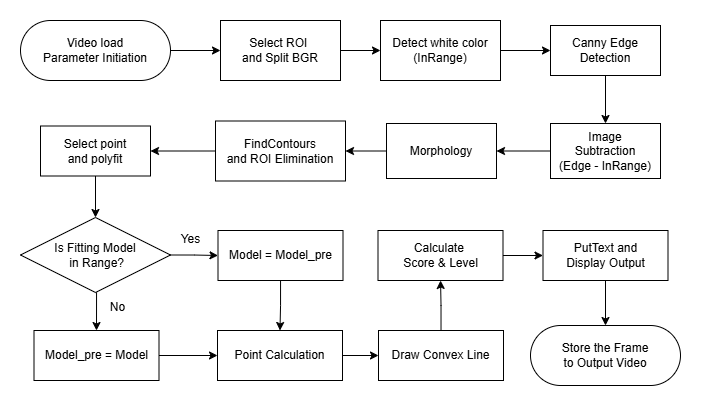 Video load
Parameter Initiation
Select ROI
and Split BGR
Detect white color
(InRange)
Canny Edge
Detection
Image
Subtraction
(Edge - InRange)
Morphology
FindContours
and ROI Elimination
Select point
and polyfit
Is Fitting Model
in Range?
Yes
Model = Model_pre
No
Model_pre = Model
Point Calculation
Draw Convex Line
Calculate
Score & Level
PutText and
Display Output
Store the Frame
to Output Video